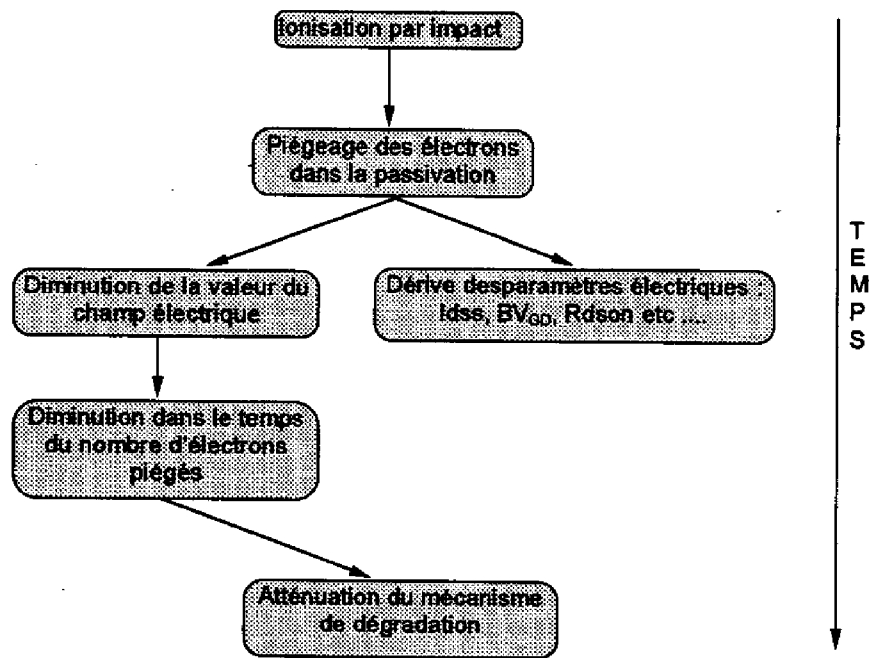 Ionisation par impact
Piégeage des électrons
dans la passivation
Diminution de la valeur du
champ électrique
Dérive desparamètres électriques :
Idss, BVGD, Rdson etc ....
Diminution dans le temps
du nombre d'électrons
piégés
Atténuation du mécanisme
de dégradation
T
E
M
P
S